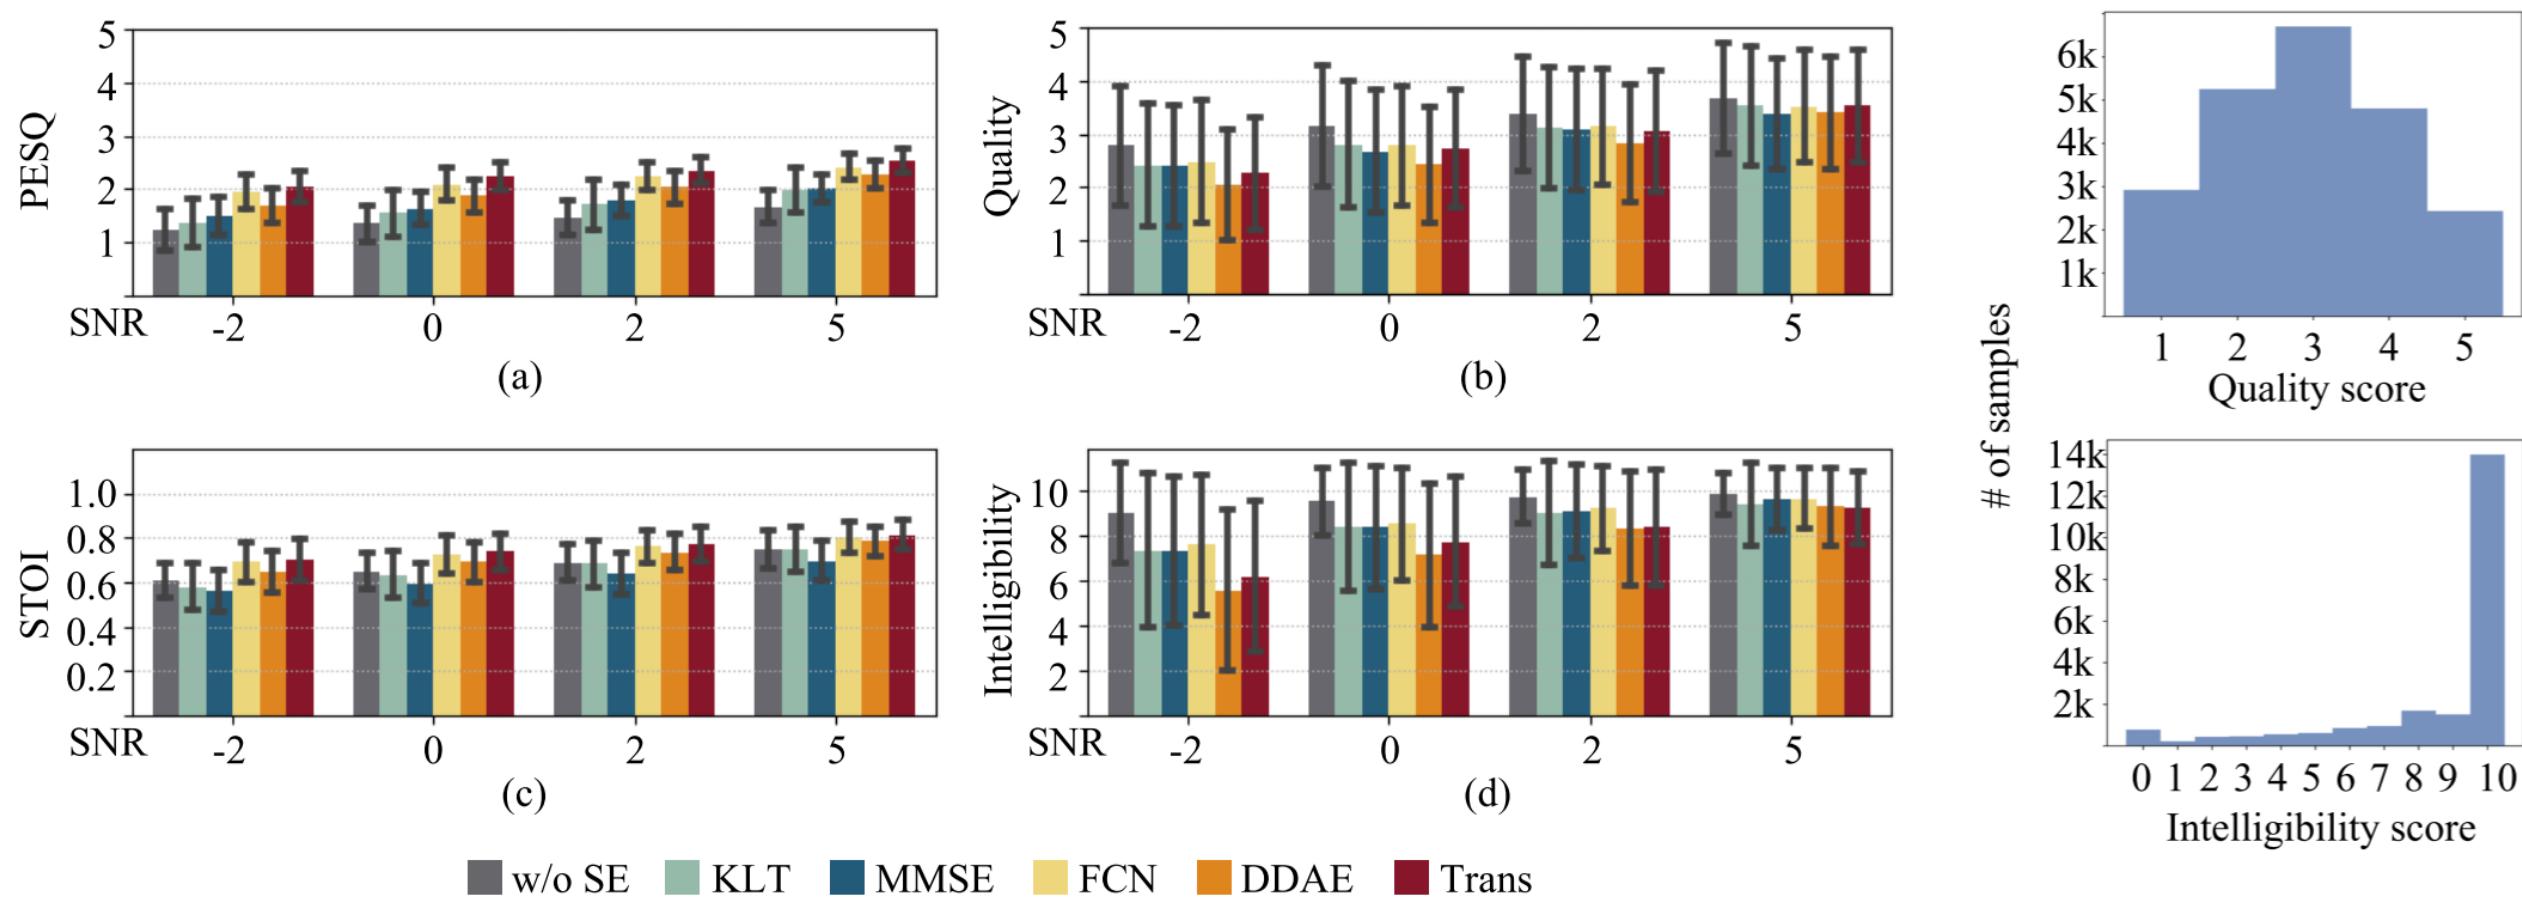 PESQ
5
4
3
2
1
SNR
-2
0
2
5
(a)
Quality
5
4
3
2
1
SNR
-2
0
2
5
(b)
STOI
1.0
0.8
0.6
0.4
0.2
SNR
-2
0
2
5
(c)
Intelligibility
10
8
6
4
2
SNR
-2
0
2
5
(d)
# of samples
6k
5k
4k
3k
2k
1k
1 2 3 4 5
Quality score
14k
12k
10k
8k
6k
4k
2k
0 1 2 3 4 5 6 7 8 9 10
Intelligibility score
w/o SE KLT MMSE FCN DDAE Trans